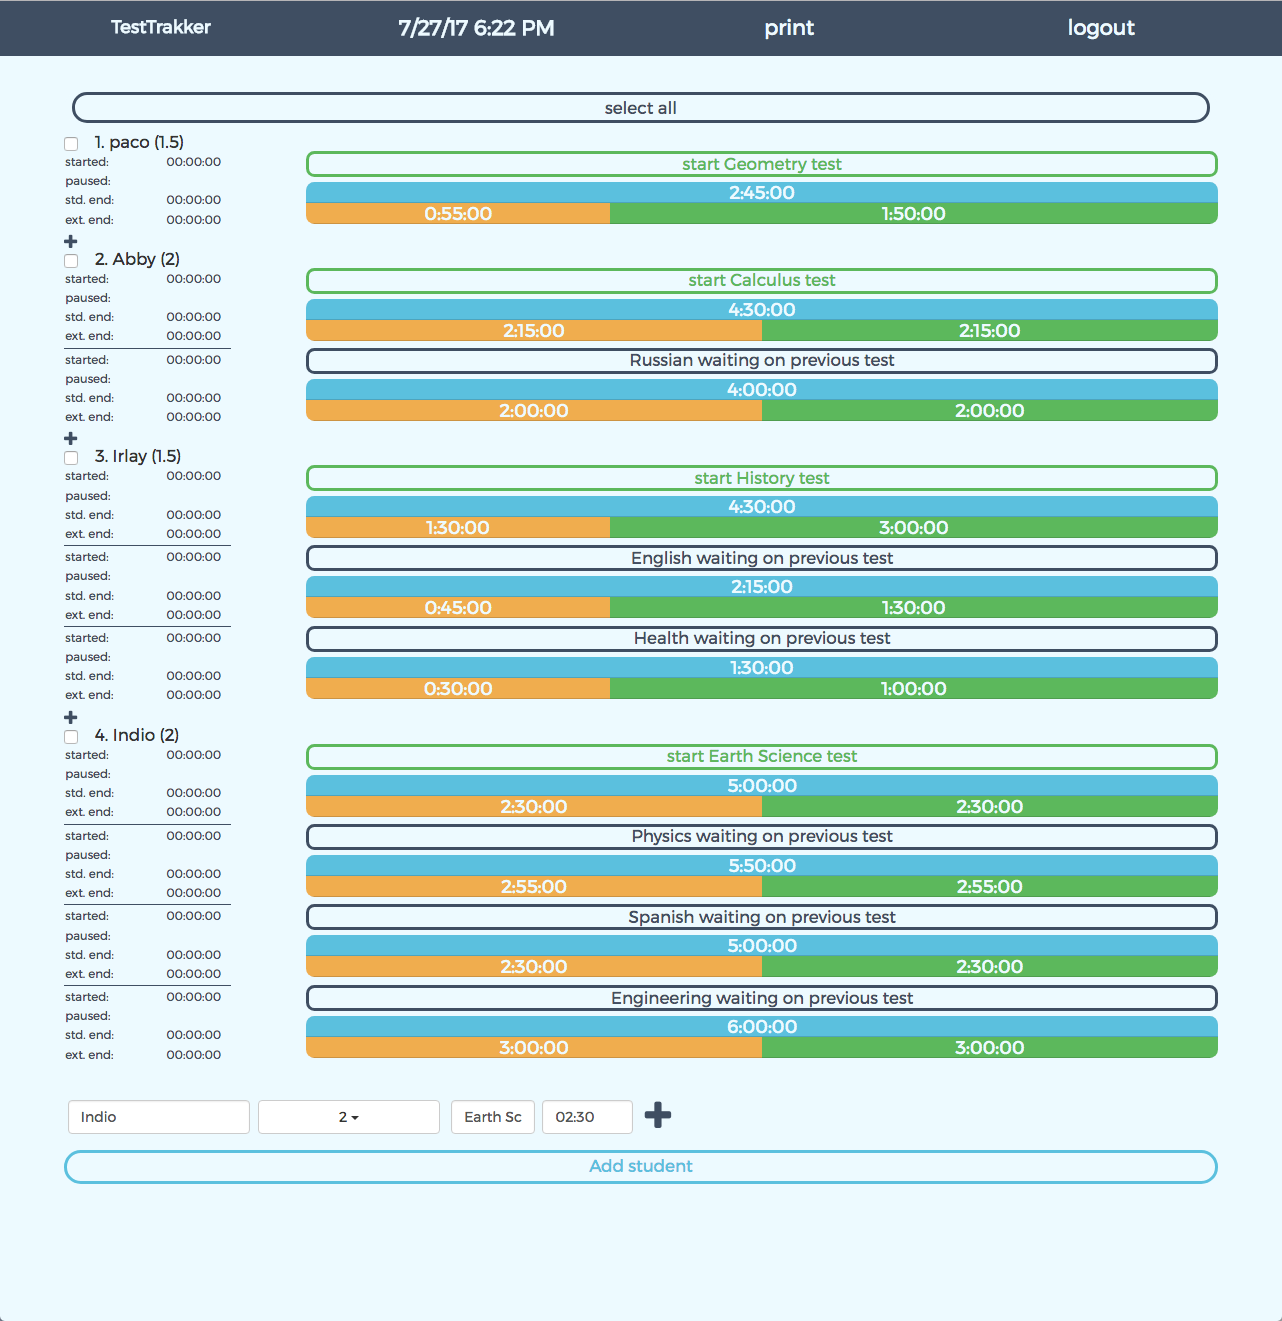 TestTrakker 7/27/17 6:22 PM print logout
select all
1. paco (1.5)
started: 00:00:00
start Geometry test
paused:
std. end: 00:00:00
2:45:00
ext. end: 00:00:00
0:55:00 1:50:00
2. Abby (2)
started: 00:00:00
start Calculus test
paused:
std. end: 00:00:00
4:30:00
ext. end: 00:00:00
2:15:00 2:15:00
started: 00:00:00
Russian waiting on previous test
paused:
std. end: 00:00:00
4:00:00
ext. end: 00:00:00
2:00:00 2:00:00
3. Irlay (1.5)
started: 00:00:00
start History test
paused:
std. end: 00:00:00
4:30:00
ext. end: 00:00:00
1:30:00 3:00:00
started: 00:00:00
English waiting on previous test
paused:
std. end: 00:00:00
2:15:00
ext. end: 00:00:00
0:45:00 1:30:00
started: 00:00:00
Health waiting on previous test
paused:
std. end: 00:00:00
1:30:00
ext. end: 00:00:00
0:30:00 1:00:00
4. Indio (2)
started: 00:00:00
start Earth Science test
paused:
std. end: 00:00:00
5:00:00
ext. end: 00:00:00
2:30:00 2:30:00
started: 00:00:00
Physics waiting on previous test
paused:
std. end: 00:00:00
5:50:00
ext. end: 00:00:00
2:55:00 2:55:00
started: 00:00:00
Spanish waiting on previous test
paused:
std. end: 00:00:00
5:00:00
ext. end: 00:00:00
2:30:00 2:30:00
started: 00:00:00
Engineering waiting on previous test
paused:
std. end: 00:00:00
6:00:00
ext. end: 00:00:00
3:00:00 3:00:00
Indio 2 Earth Sc 02:30
Add student